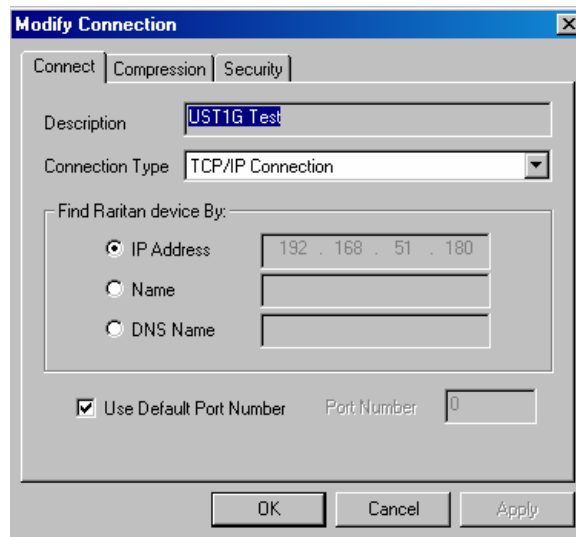 Modify Connection
Connect Compression Security
Description UST1G Test
Connection Type TCP/IP Connection
Find Raritan device By:
IP Address 192 . 168 . 51 . 180
Name
DNS Name
Use Default Port Number Port Number 0
OK Cancel Apply